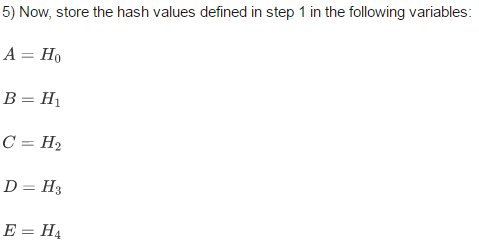 5) Now, store the hash values defined in step 1 in the following variables:
A = H₀
B = H₁
C = H₂
D = H₃
E = H₄